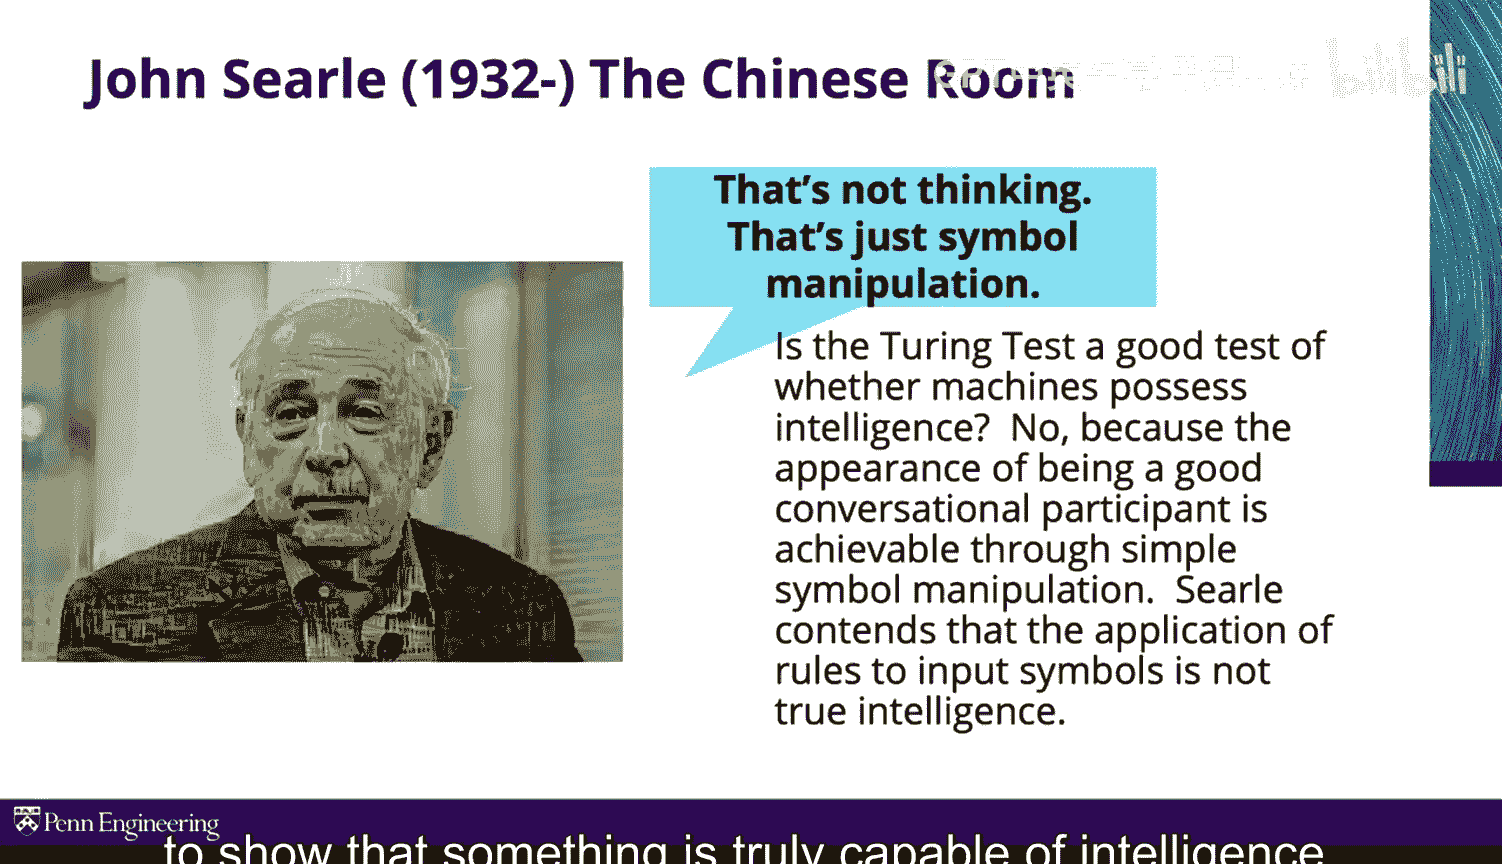 John Searle (1932-) The Chinese Room
bilibili
That's not thinking.
That's just symbol
manipulation.
Is the Turing Test a good test of
whether machines possess
intelligence?  No, because the
appearance of being a good
conversational participant is
achievable through simple
symbol manipulation.  Searle
contends that the application of
rules to input symbols is not
true intelligence.
Penn Engineering
to show that something is truly capable of intelligence